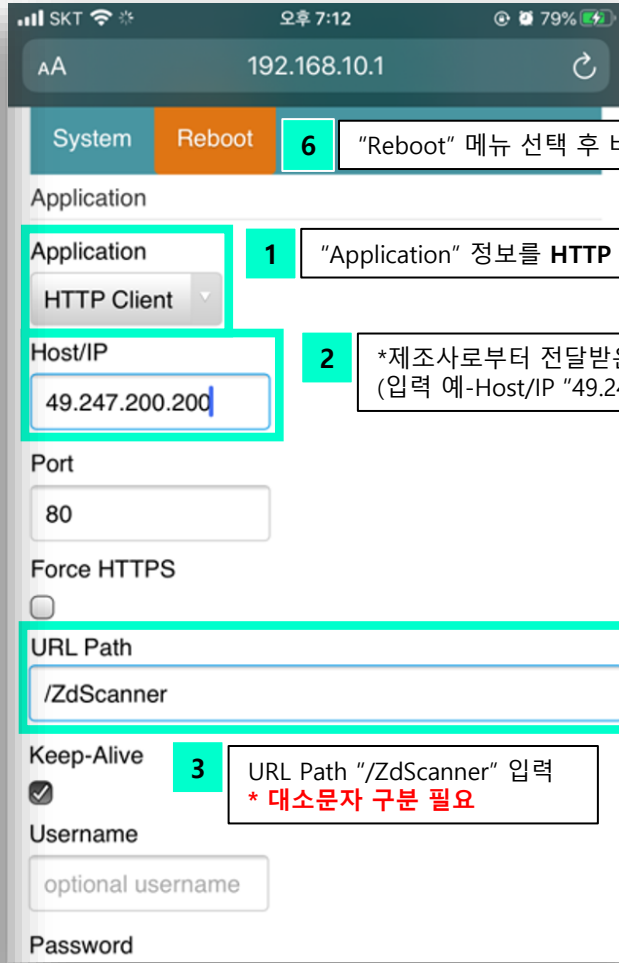 SKT 오후 7:12 79%
AA 192.168.10.1
System Reboot 6 "Reboot" 메뉴 선택 후
Application
Application 1 "Application" 정보를 HTTP
HTTP Client
Host/IP 2 *제조사로부터 전달받은
49.247.200.200 (입력 예-Host/IP "49.24
Port
80
Force HTTPS
URL Path
/ZdScanner
Keep-Alive 3 URL Path "/ZdScanner" 입력
* 대소문자 구분 필요
Username
optional username
Password